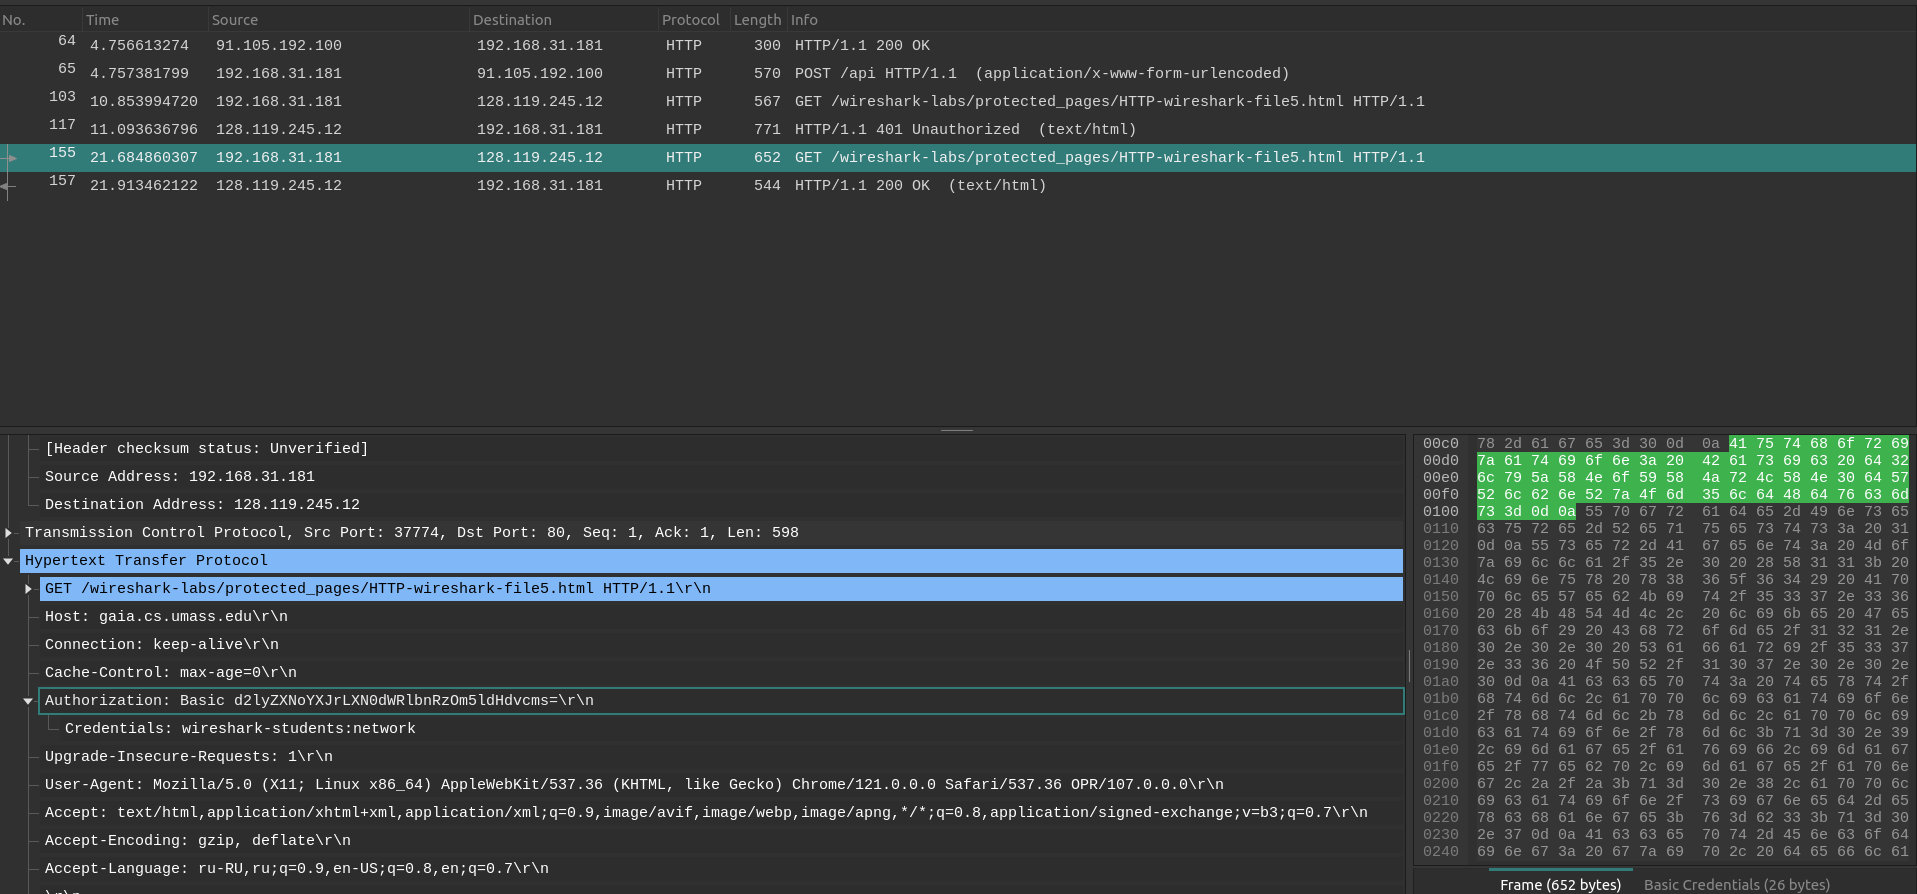 No. Time Source Destination Protocol Length Info
64 4.756613274 91.105.192.100 192.168.31.181 HTTP 300 HTTP/1.1 200 OK
65 4.757381799 192.168.31.181 91.105.192.100 HTTP 570 POST /api HTTP/1.1  (application/x-www-form-urlencoded)
103 10.853994720 192.168.31.181 128.119.245.12 HTTP 567 GET /wireshark-labs/protected_pages/HTTP-wireshark-file5.html HTTP/1.1
117 11.093636796 128.119.245.12 192.168.31.181 HTTP 771 HTTP/1.1 401 Unauthorized  (text/html)
155 21.684860307 192.168.31.181 128.119.245.12 HTTP 652 GET /wireshark-labs/protected_pages/HTTP-wireshark-file5.html HTTP/1.1
157 21.913462122 128.119.245.12 192.168.31.181 HTTP 544 HTTP/1.1 200 OK  (text/html)
[Header checksum status: Unverified]
Source Address: 192.168.31.181
Destination Address: 128.119.245.12
Transmission Control Protocol, Src Port: 37774, Dst Port: 80, Seq: 1, Ack: 1, Len: 598
Hypertext Transfer Protocol
GET /wireshark-labs/protected_pages/HTTP-wireshark-file5.html HTTP/1.1\r\n
Host: gaia.cs.umass.edu\r\n
Connection: keep-alive\r\n
Cache-Control: max-age=0\r\n
Authorization: Basic d2lyZXNoYXJrLXN0dWRlbnRzOm5ldHdvcms=\r\n
Credentials: wireshark-students:network
Upgrade-Insecure-Requests: 1\r\n
User-Agent: Mozilla/5.0 (X11; Linux x86_64) AppleWebKit/537.36 (KHTML, like Gecko) Chrome/121.0.0.0 Safari/537.36 OPR/107.0.0.0\r\n
Accept: text/html,application/xhtml+xml,application/xml;q=0.9,image/avif,image/webp,image/apng,*/*;q=0.8,application/signed-exchange;v=b3;q=0.7\r\n
Accept-Encoding: gzip, deflate\r\n
Accept-Language: ru-RU,ru;q=0.9,en-US;q=0.8,en;q=0.7\r\n
00c0 78 2d 61 67 65 3d 30 0d 0a 41 75 74 68 6f 72 69
00d0 7a 61 74 69 6f 6e 3a 20 42 61 73 69 63 20 64 32
00e0 6c 79 5a 58 4e 6f 59 58 4a 72 4c 58 4e 30 64 57
00f0 52 6c 62 6e 52 7a 4f 6d 35 6c 64 48 64 76 63 6d
0100 73 3d 0d 0a 55 70 67 72 61 64 65 2d 49 6e 73 65
0110 63 75 72 65 2d 52 65 71 75 65 73 74 73 3a 20 31
0120 0d 0a 55 73 65 72 2d 41 67 65 6e 74 3a 20 4d 6f
0130 7a 69 6c 6c 61 2f 35 2e 30 20 28 58 31 31 3b 20
0140 4c 69 6e 75 78 20 78 38 36 5f 36 34 29 20 41 70
0150 70 6c 65 57 65 62 4b 69 74 2f 35 33 37 2e 33 36
0160 20 28 4b 48 54 4d 4c 2c 20 6c 69 6b 65 20 47 65
0170 63 6b 6f 29 20 43 68 72 6f 6d 65 2f 31 32 31 2e
0180 30 2e 30 2e 30 20 53 61 66 61 72 69 2f 35 33 37
0190 2e 33 36 20 4f 50 52 2f 31 30 37 2e 30 2e 30 2e
01a0 30 0d 0a 41 63 63 65 70 74 3a 20 74 65 78 74 2f
01b0 68 74 6d 6c 2c 61 70 70 6c 69 63 61 74 69 6f 6e
01c0 2f 78 68 74 6d 6c 2b 78 6d 6c 2c 61 70 70 6c 69
01d0 63 61 74 69 6f 6e 2f 78 6d 6c 3b 71 3d 30 2e 39
01e0 2c 69 6d 61 67 65 2f 61 76 69 66 2c 69 6d 61 67
01f0 65 2f 77 65 62 70 2c 69 6d 61 67 65 2f 61 70 6e
0200 67 2c 2a 2f 2a 3b 71 3d 30 2e 38 2c 61 70 70 6c
0210 69 63 61 74 69 6f 6e 2f 73 69 67 6e 65 64 2d 65
0220 78 63 68 61 6e 67 65 3b 76 3d 62 33 3b 71 3d 30
0230 2e 37 0d 0a 41 63 63 65 70 74 2d 45 6e 63 6f 64
0240 69 6e 67 3a 20 67 7a 69 70 2c 20 64 65 66 6c 61
Frame (652 bytes) Basic Credentials (26 bytes)